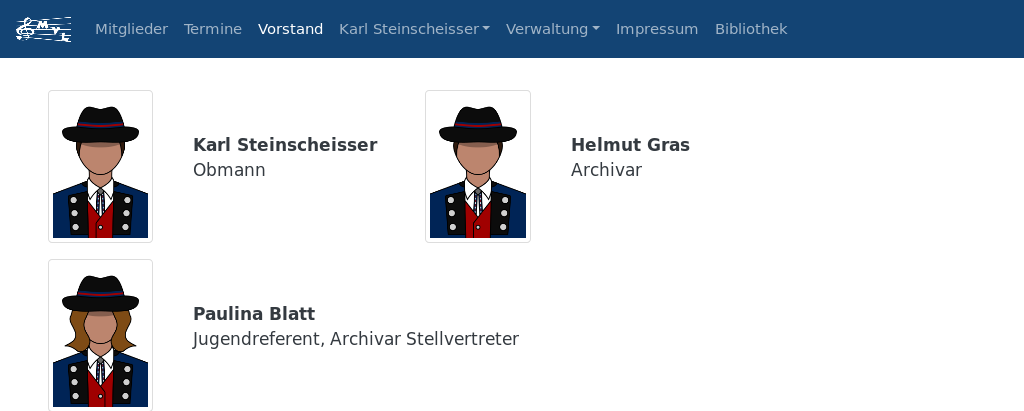 MVL
Mitglieder Termine Vorstand Karl Steinscheisser Verwaltung Impressum Bibliothek
Karl Steinscheisser
Obmann
Helmut Gras
Archivar
Paulina Blatt
Jugendreferent, Archivar Stellvertreter